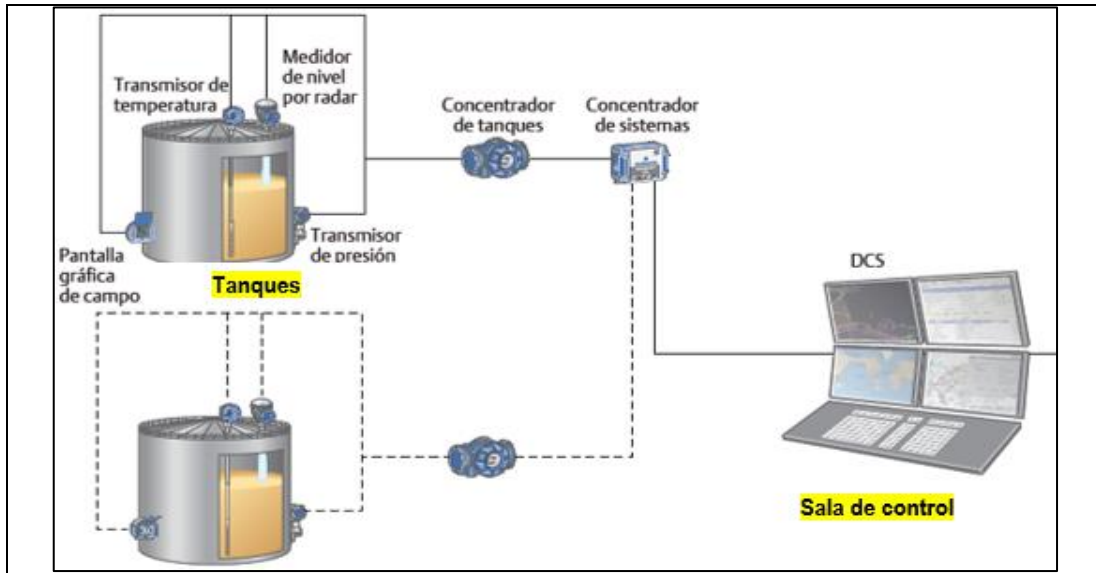 Transmisor de
temperatura
Medidor
de nivel
por radar
Concentrador
de tanques
Concentrador
de sistemas
Pantalla
gráfica
de campo
Transmisor
de presión
Tanques
DCS
Sala de control